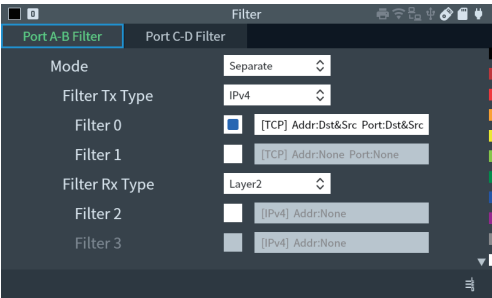 0 Filter
Port A-B Filter Port C-D Filter
Mode Separate
Filter Tx Type IPv4
Filter 0 [TCP] Addr:Dst&Src Port:Dst&Src
Filter 1 [TCP] Addr:None Port:None
Filter Rx Type Layer2
Filter 2 [IPv4] Addr:None
Filter 3 [IPv4] Addr:None